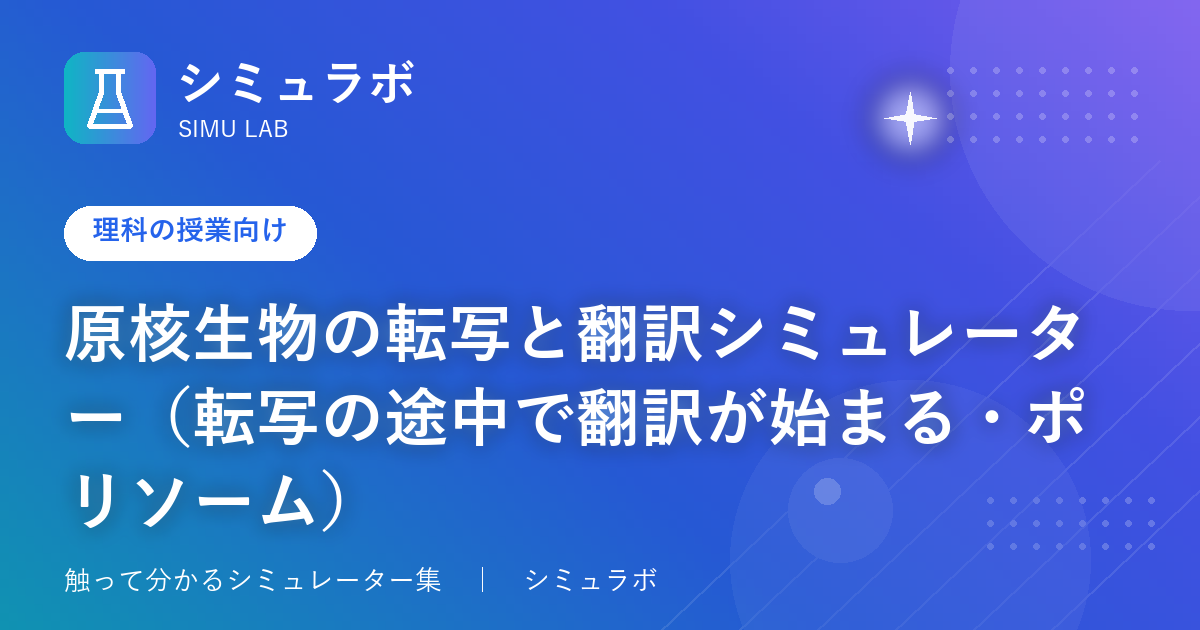 シミュラボ
SIMU LAB
理科の授業向け
原核生物の転写と翻訳シミュレータ
ー（転写の途中で翻訳が始まる・ポ
リソーム）
触って分かるシミュレーター集 ｜ シミュラボ